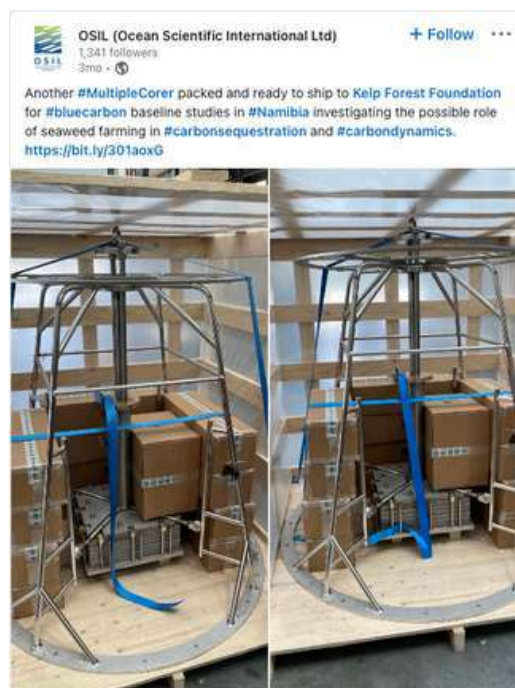 OSIL
OSIL (Ocean Scientific International Ltd)
+ Follow
1,341 followers
3mo •
Another #MultipleCorer packed and ready to ship to Kelp Forest Foundation
for #bluecarbon baseline studies in #Namibia investigating the possible role
of seaweed farming in #carbonsequestration and #carbondynamics.
https://bit.ly/301aoxG